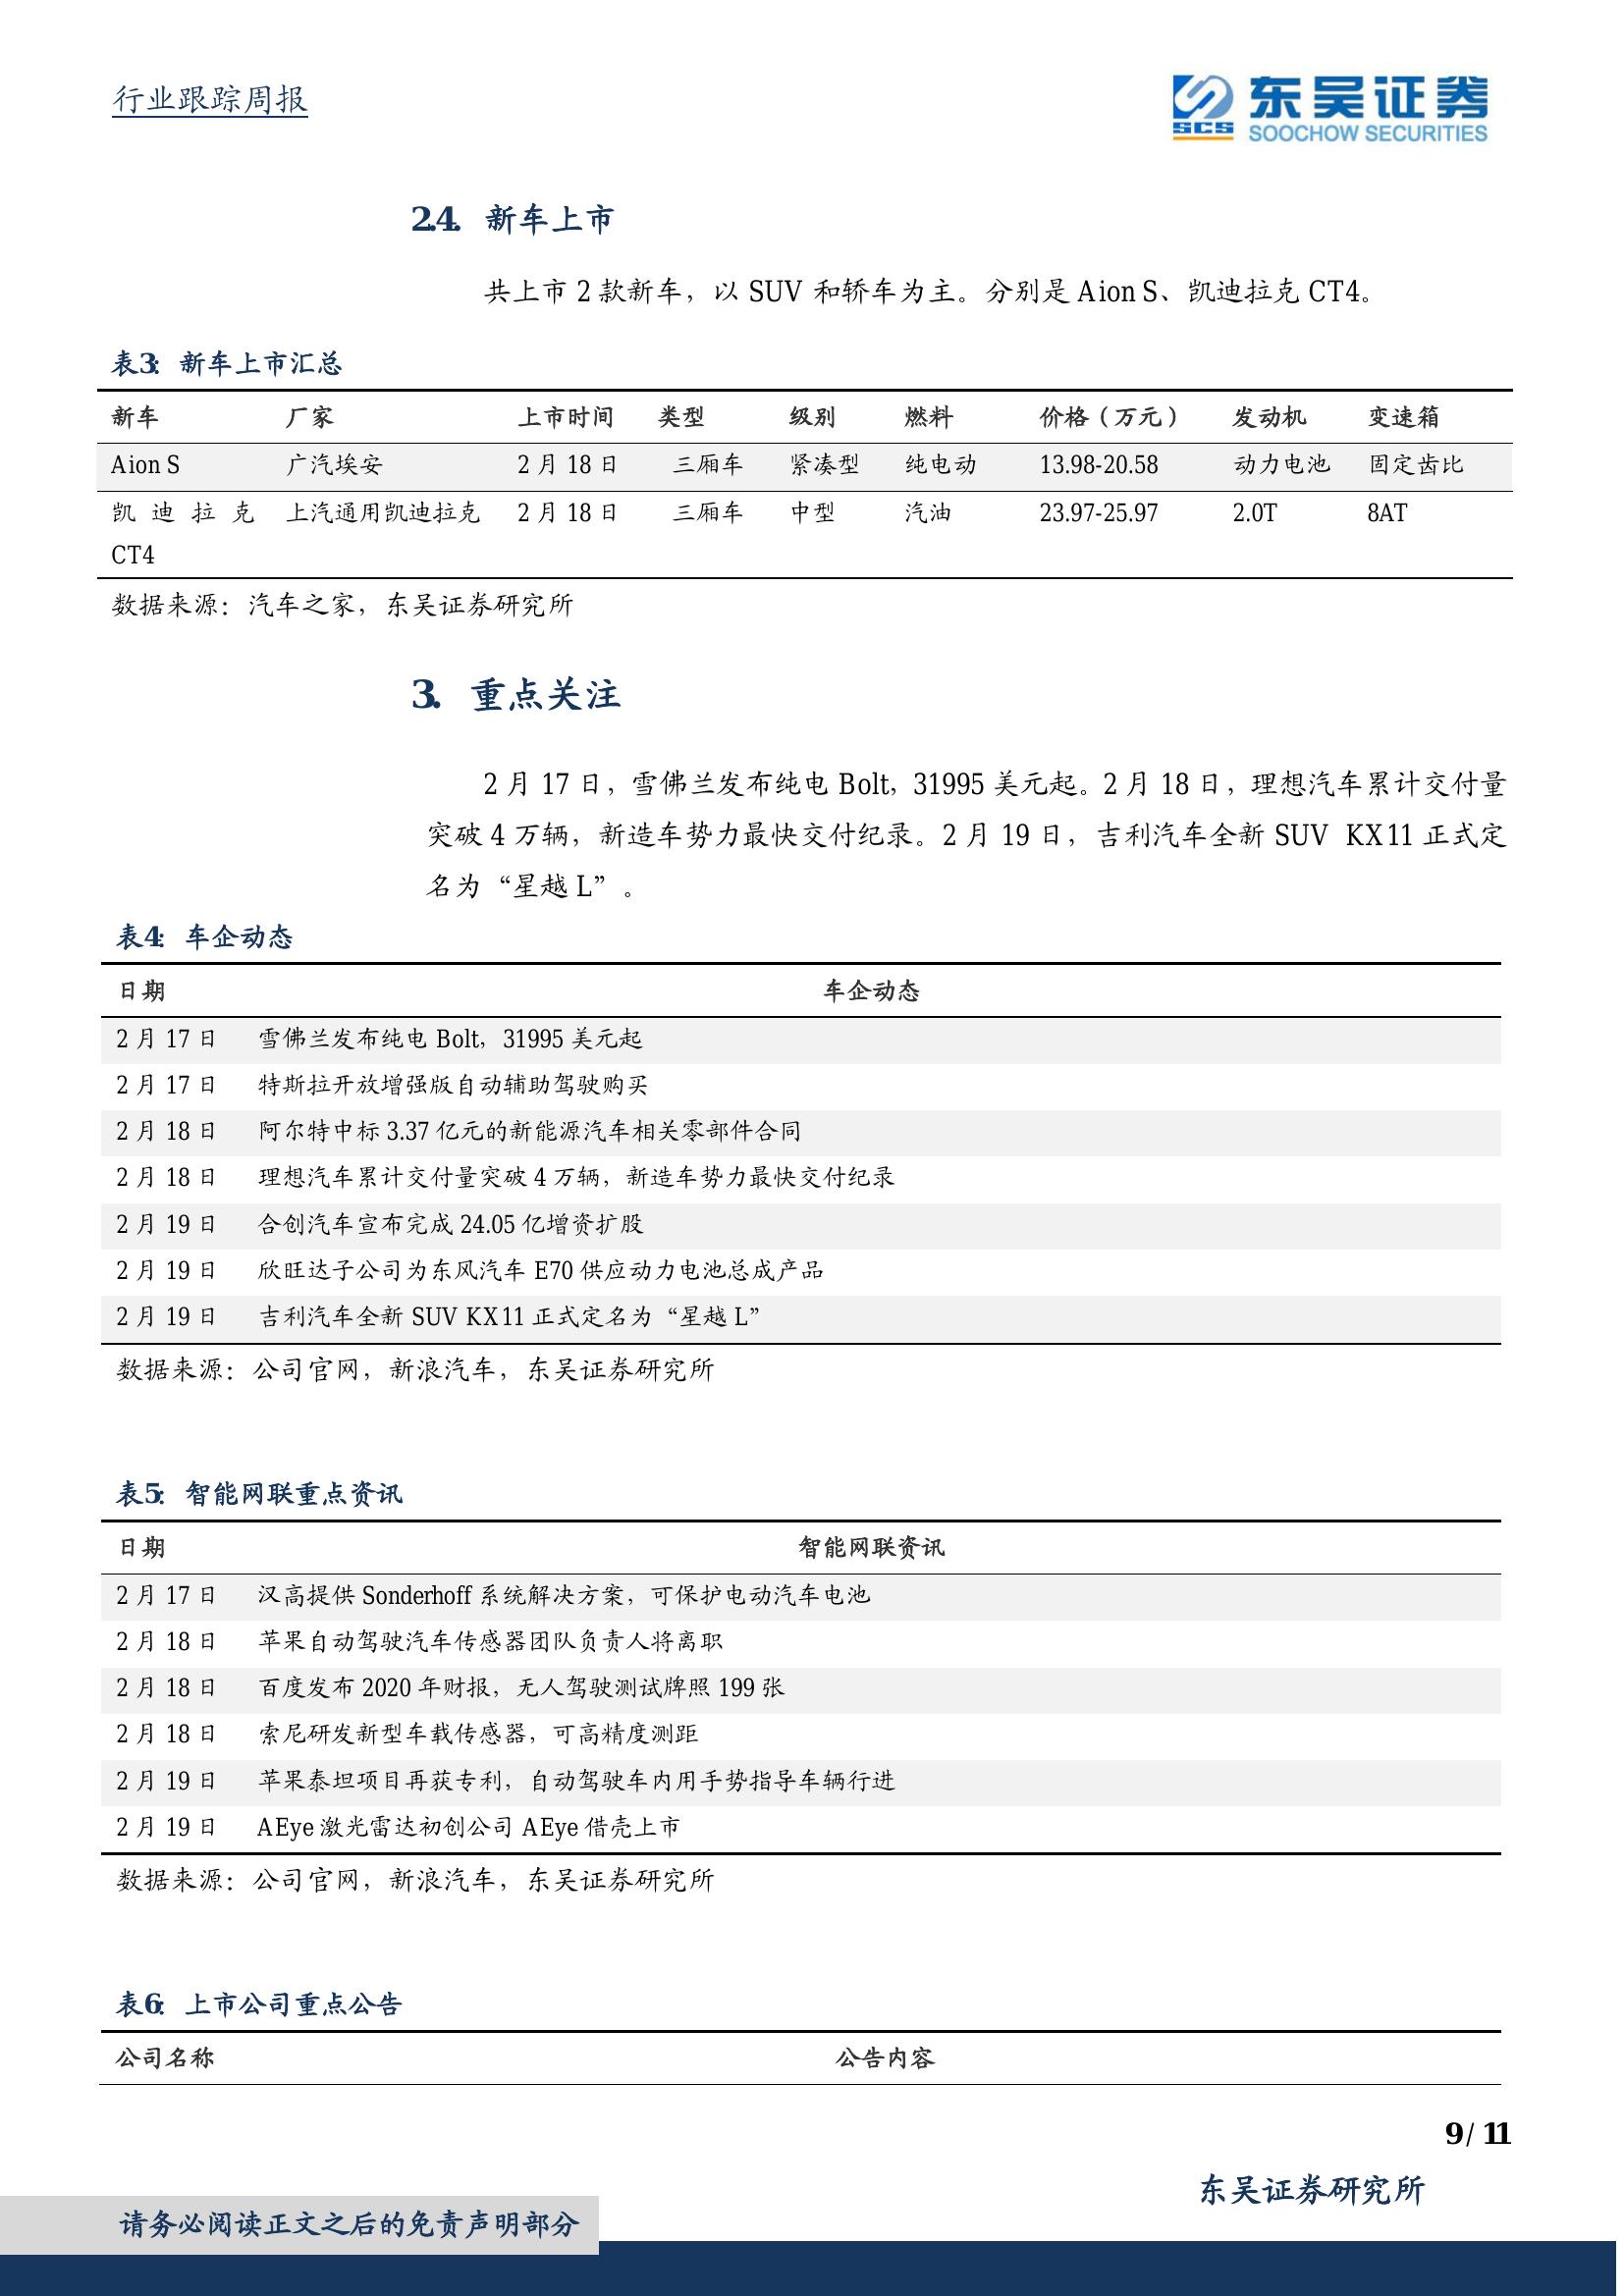 行业跟踪周报
东吴证券
SCS
SOOCHOW SECURITIES
2.4. 新车上市
共上市 2 款新车，以 SUV 和轿车为主。分别是 Aion S、凯迪拉克 CT4。
表3：新车上市汇总
新车 厂家 上市时间 类型 级别 燃料 价格（万元） 发动机 变速箱
Aion S 广汽埃安 2 月 18 日 三厢车 紧凑型 纯电动 13.98-20.58 动力电池 固定齿比
凯迪拉克 上汽通用凯迪拉克 2 月 18 日 三厢车 中型 汽油 23.97-25.97 2.0T 8AT
CT4
数据来源：汽车之家，东吴证券研究所
3. 重点关注
2 月 17 日，雪佛兰发布纯电 Bolt，31995 美元起。2 月 18 日，理想汽车累计交付量
突破 4 万辆，新造车势力最快交付纪录。2 月 19 日，吉利汽车全新 SUV KX11 正式定
名为“星越 L”。
表4：车企动态
日期 车企动态
2 月 17 日 雪佛兰发布纯电 Bolt，31995 美元起
2 月 17 日 特斯拉开放增强版自动辅助驾驶购买
2 月 18 日 阿尔特中标 3.37 亿元的新能源汽车相关零部件合同
2 月 18 日 理想汽车累计交付量突破 4 万辆，新造车势力最快交付纪录
2 月 19 日 合创汽车宣布完成 24.05 亿增资扩股
2 月 19 日 欣旺达子公司为东风汽车 E70 供应动力电池总成产品
2 月 19 日 吉利汽车全新 SUV KX11 正式定名为“星越 L”
数据来源：公司官网，新浪汽车，东吴证券研究所
表5：智能网联重点资讯
日期 智能网联资讯
2 月 17 日 汉高提供 Sonderhoff 系统解决方案，可保护电动汽车电池
2 月 18 日 苹果自动驾驶汽车传感器团队负责人将离职
2 月 18 日 百度发布 2020 年财报，无人驾驶测试牌照 199 张
2 月 18 日 索尼研发新型车载传感器，可高精度测距
2 月 19 日 苹果泰坦项目再获专利，自动驾驶车内用手势指导车辆行进
2 月 19 日 AEye 激光雷达初创公司 AEye 借壳上市
数据来源：公司官网，新浪汽车，东吴证券研究所
表6：上市公司重点公告
公司名称 公告内容
9 / 11
东吴证券研究所
请务必阅读正文之后的免责声明部分